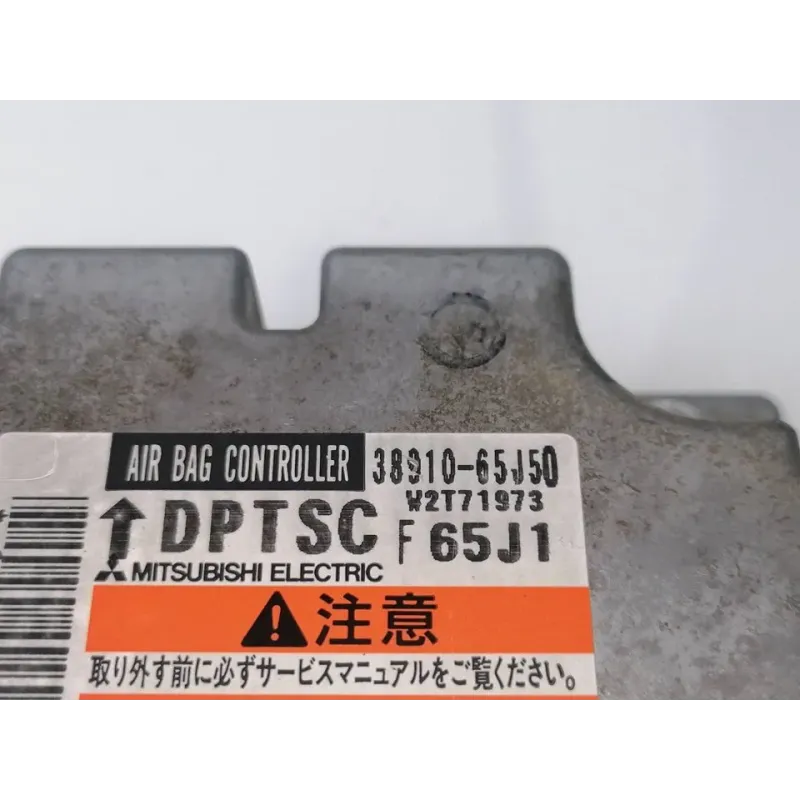 AIR BAG CONTROLLER 38910-65J50
W2T71973
↑ DPTSC F 65J1
MITSUBISHI ELECTRIC
注意
取り外す前に必ずサービスマニュアルをご覧ください。